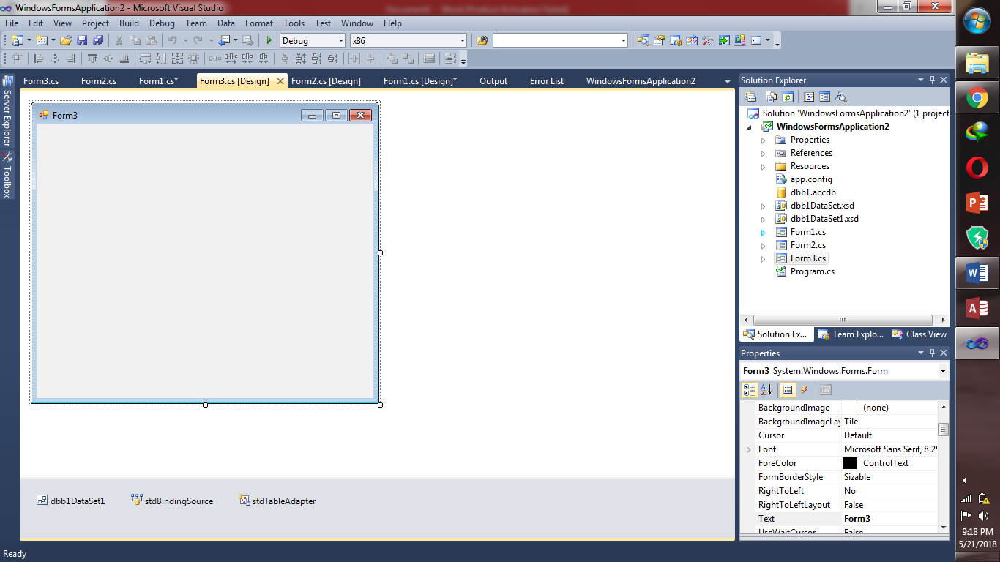 WindowsFormsApplication2 - Microsoft Visual Studio
File Edit View Project Build Debug Team Data Format Tools Test Window Help
Debug x86
Form3.cs Form2.cs Form1.cs* Form3.cs [Design] Form2.cs [Design] Form1.cs [Design]* Output Error List WindowsFormsApplication2
Server Explorer
Toolbox
Form3
dbb1DataSet1 stdBindingSource stdTableAdapter
Solution Explorer
Solution 'WindowsFormsApplication2' (1 project
WindowsFormsApplication2
Properties
References
Resources
app.config
dbb1.accdb
dbb1DataSet.xsd
dbb1DataSet1.xsd
Form1.cs
Form2.cs
Form3.cs
Program.cs
Solution Ex... Team Explo... Class View
Properties
Form3 System.Windows.Forms.Form
BackgroundImage (none)
BackgroundImageLay Tile
Cursor Default
Font Microsoft Sans Serif, 8.25
ForeColor ControlText
FormBorderStyle Sizable
RightToLeft No
RightToLeftLayout False
Text Form3
UseWaitCursor False
Ready
9:18 PM
5/21/2018